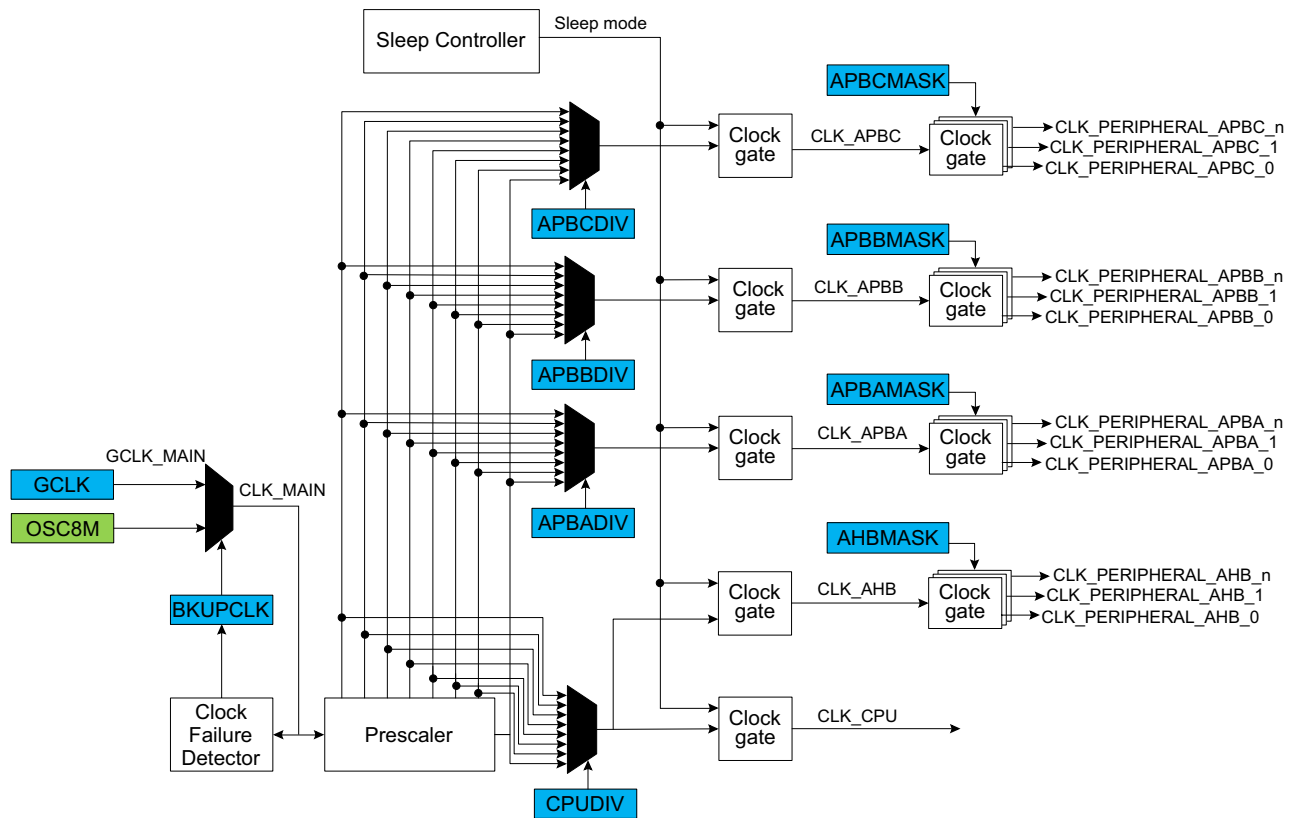 Sleep mode
Sleep Controller
APBCMASK
Clock
gate
CLK_APBC
Clock
gate
CLK_PERIPHERAL_APBC_n
CLK_PERIPHERAL_APBC_1
CLK_PERIPHERAL_APBC_0
APBCDIV
APBBMASK
Clock
gate
CLK_APBB
Clock
gate
CLK_PERIPHERAL_APBB_n
CLK_PERIPHERAL_APBB_1
CLK_PERIPHERAL_APBB_0
APBBDIV
APBAMASK
Clock
gate
CLK_APBA
Clock
gate
CLK_PERIPHERAL_APBA_n
CLK_PERIPHERAL_APBA_1
CLK_PERIPHERAL_APBA_0
GCLK_MAIN
GCLK
CLK_MAIN
OSC8M
APBADIV
AHBMASK
Clock
gate
CLK_AHB
Clock
gate
CLK_PERIPHERAL_AHB_n
CLK_PERIPHERAL_AHB_1
CLK_PERIPHERAL_AHB_0
BKUPCLK
Clock
Failure
Detector
Prescaler
Clock
gate
CLK_CPU
CPUDIV